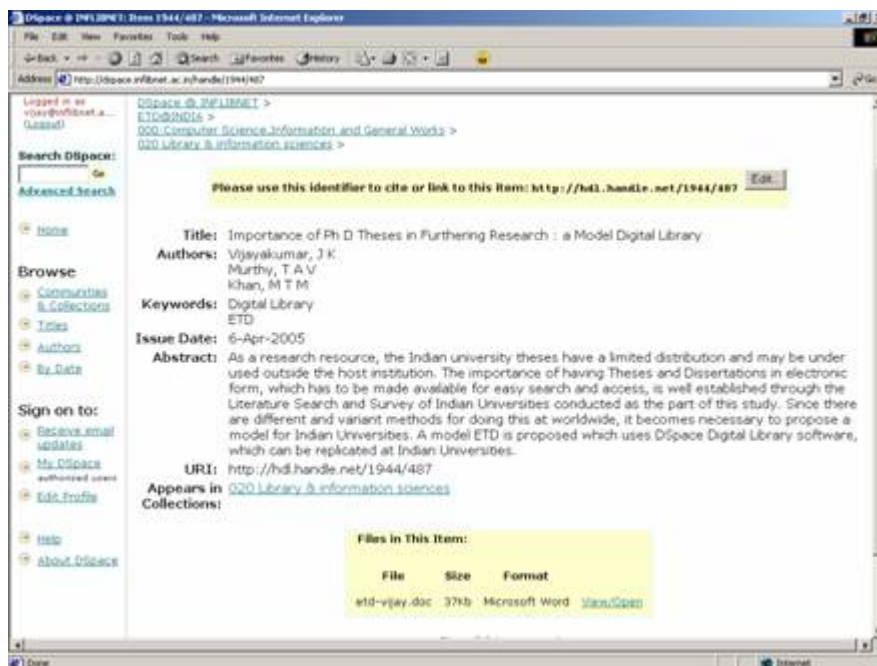 DSpace @ INFLIBNET: Item 1944/487 - Microsoft Internet Explorer
File Edit View Favorites Tools Help
Back Search Favorites History
Address http://dspace.inflibnet.ac.in/handle/1944/487 Go
Logged in as
vijay@inflibnet.a...
(Logout)
Search DSpace:
Go
Advanced Search
Home
Browse
Communities
& Collections
Titles
Authors
By Date
Sign on to:
Receive email
updates
My DSpace
authorized users
Edit Profile
Help
About DSpace
DSpace @ INFLIBNET >
ETD@INDIA >
000 Computer Science,Information and General Works >
020 Library & information sciences >
Please use this identifier to cite or link to this item: http://hdl.handle.net/1944/487
Edit...
Title: Importance of Ph D Theses in Furthering Research : a Model Digital Library
Authors: Vijayakumar, J K
Murthy, T A V
Khan, M T M
Keywords: Digital Library
ETD
Issue Date: 6-Apr-2005
Abstract: As a research resource, the Indian university theses have a limited distribution and may be under
used outside the host institution. The importance of having Theses and Dissertations in electronic
form, which has to be made available for easy search and access, is well established through the
Literature Search and Survey of Indian Universities conducted as the part of this study. Since there
are different and variant methods for doing this at worldwide, it becomes necessary to propose a
model for Indian Universities. A model ETD is proposed which uses DSpace Digital Library software,
which can be replicated at Indian Universities.
URI: http://hdl.handle.net/1944/487
Appears in 020 Library & information sciences
Collections:
Files in This Item:
File Size Format
etd-vijay.doc 37Kb Microsoft Word View/Open
Done
Internet